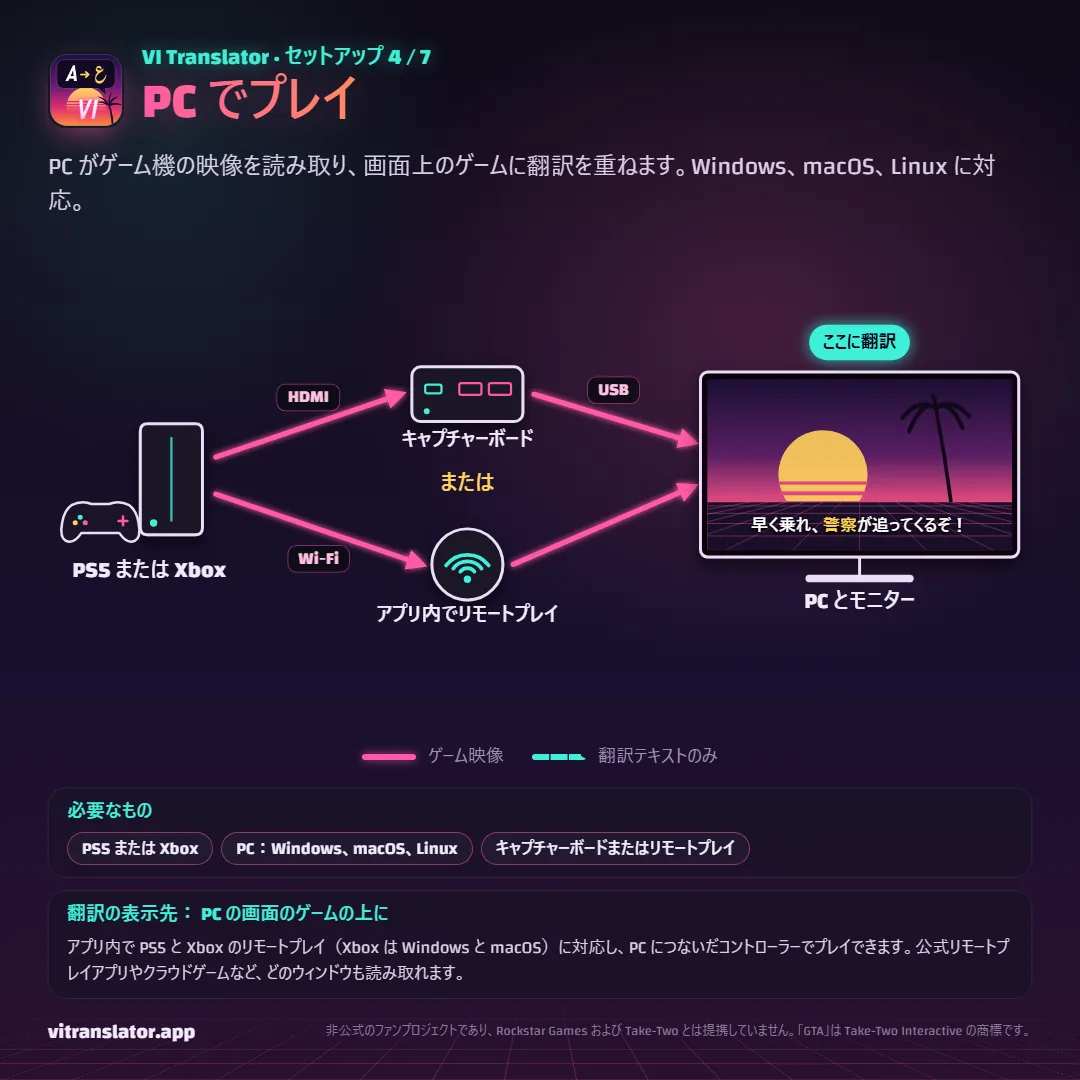 VI Translator · セットアップ 4 / 7
A→ع
VI
PC でプレイ
PC がゲーム機の映像を読み取り、画面上のゲームに翻訳を重ねます。Windows、macOS、Linux に対
応。
ここに翻訳
HDMI
USB
キャプチャーボード
または
早く乗れ、警察が追ってくるぞ！
Wi-Fi
PS5 または Xbox
PC とモニター
アプリ内でリモートプレイ
ゲーム映像
翻訳テキストのみ
必要なもの
PS5 または Xbox
PC：Windows、macOS、Linux
キャプチャーボードまたはリモートプレイ
翻訳の表示先： PC の画面のゲームの上に
アプリ内で PS5 と Xbox のリモートプレイ（Xbox は Windows と macOS）に対応し、PC につないだコントローラーでプレイできます。公式リモートプ
レイアプリやクラウドゲームなど、どのウィンドウも読み取れます。
vitranslator.app
非公式のファンプロジェクトであり、Rockstar Games および Take-Two とは提携していません。「GTA」は Take-Two Interactive の商標です。